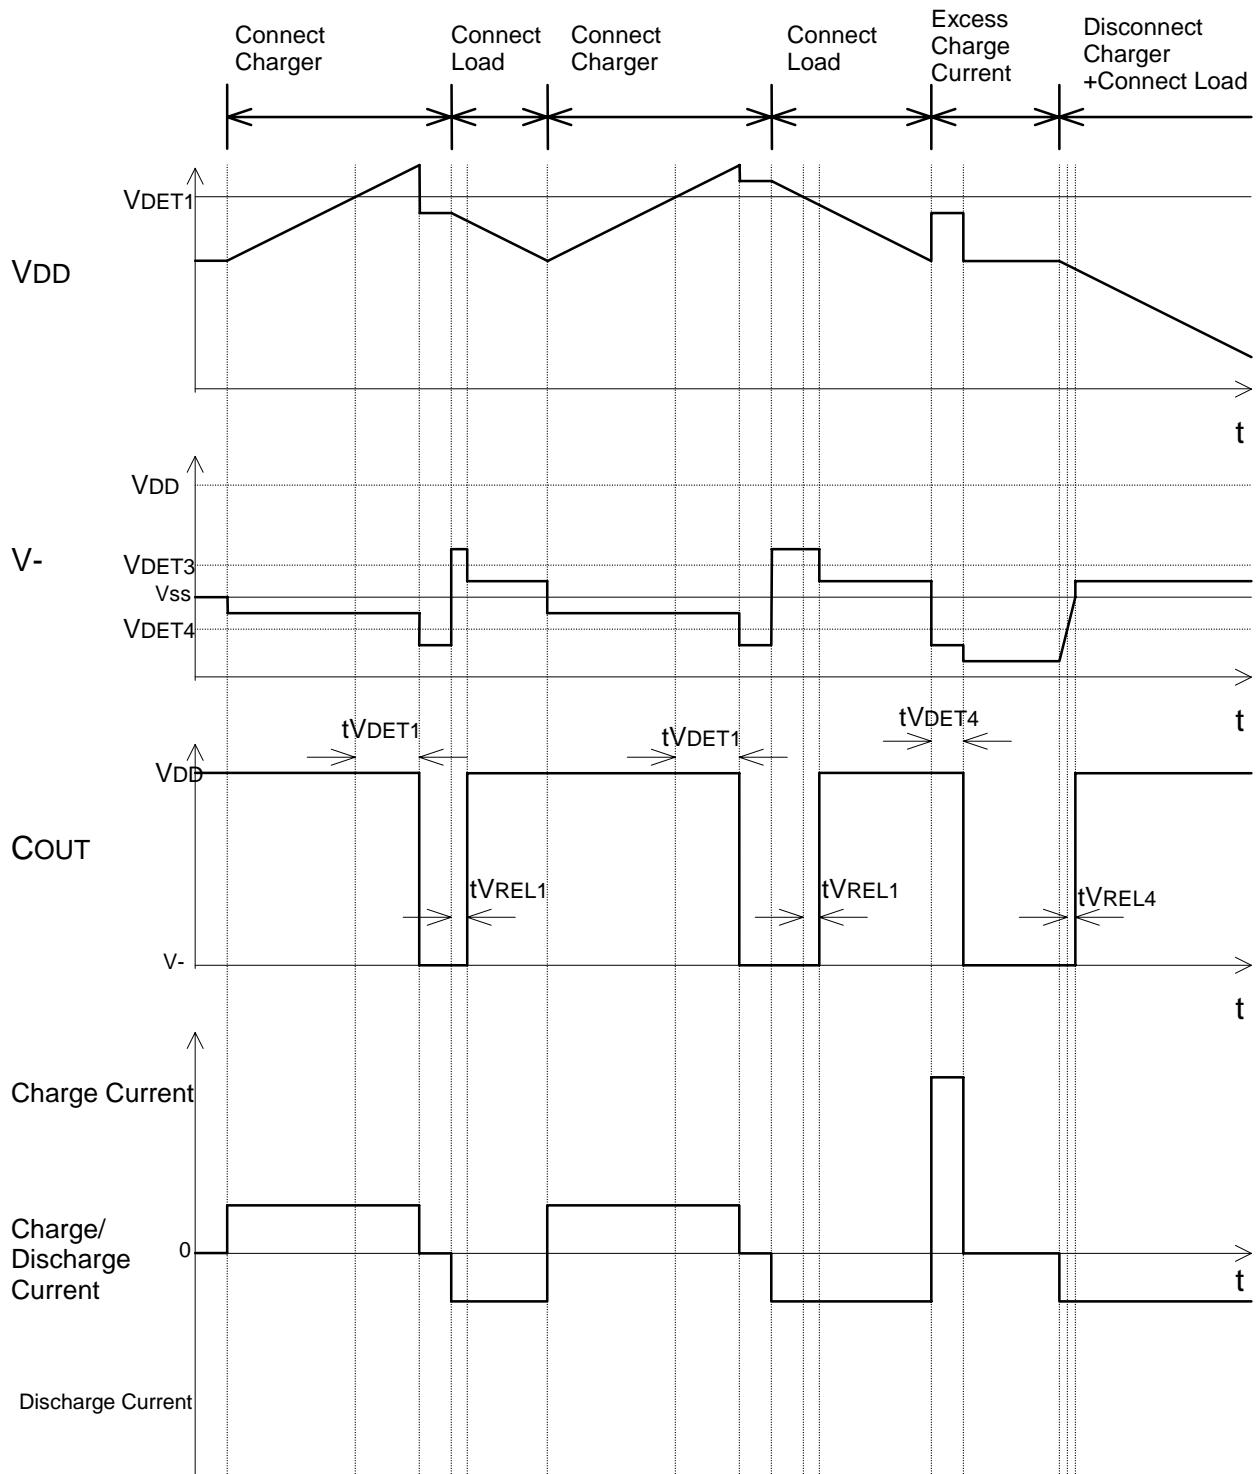 Connect
Charger
Connect
Load
Connect
Charger
Connect
Load
Excess
Charge
Current
Disconnect
Charger
+Connect Load
VDET1
VDD
t
VDD
V-
VDET3
Vss
VDET4
t
tVDET1
tVDET1
tVDET4
VDD
COUT
tVREL1
tVREL1
tVREL4
V-
t
Charge Current
Charge/
Discharge
Current
0
t
Discharge Current